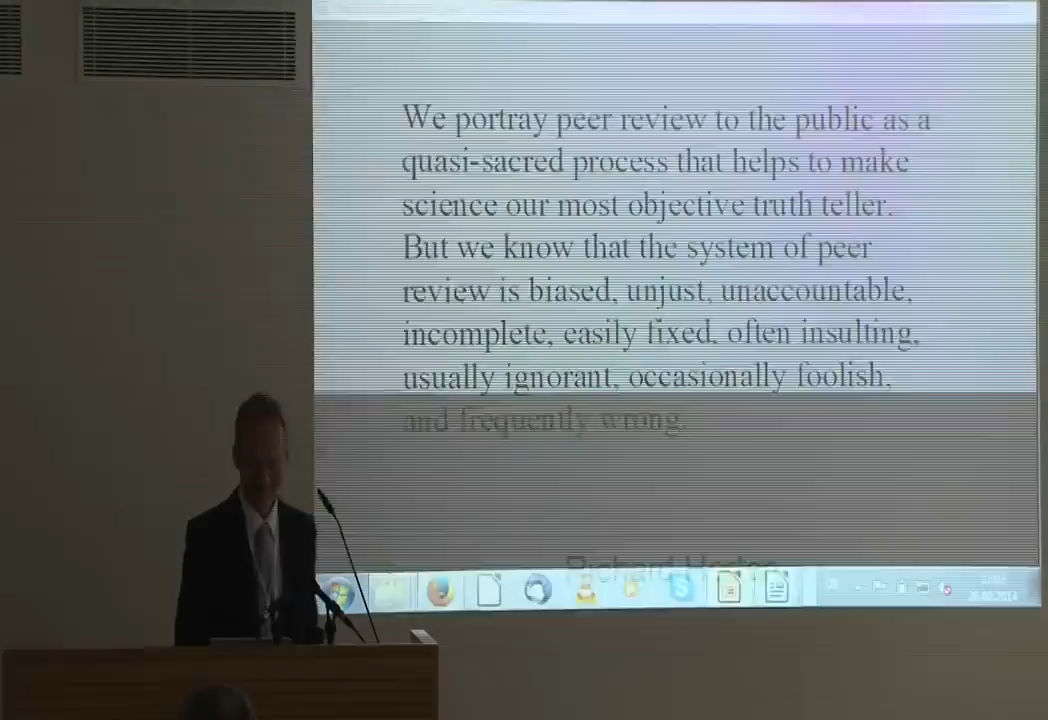 We portray peer review to the public as a
quasi-sacred process that helps to make
science our most objective truth teller.
But we know that the system of peer
review is biased, unjust, unaccountable,
incomplete, easily fixed, often insulting,
usually ignorant, occasionally foolish,
and frequently wrong.
Richard